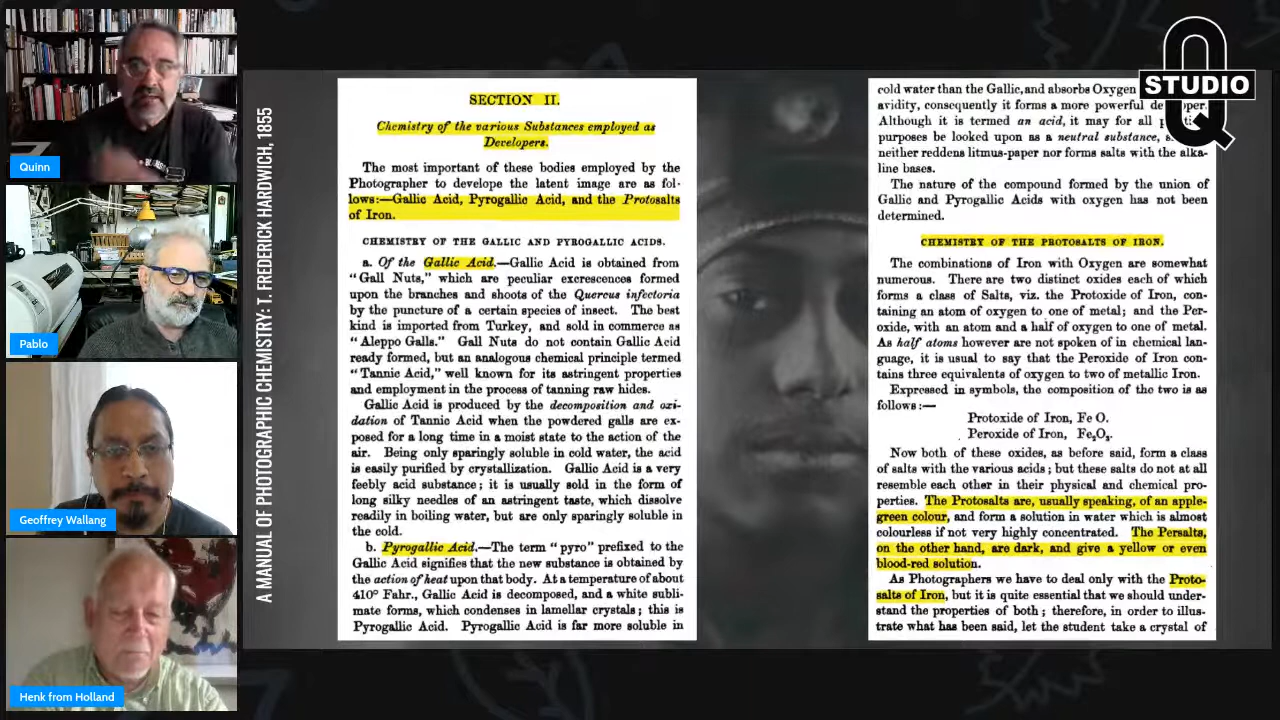 Quinn
Pablo
Geoffrey Wallang
Henk from Holland
A MANUAL OF PHOTOGRAPHIC CHEMISTRY: T. FREDERICK HARDWICH, 1855
SECTION II.
Chemistry of the various Substances employed as
Developers.
The most important of these bodies employed by the
Photographer to develope the latent image are as fol-
lows:—Gallic Acid, Pyrogallic Acid, and the Protosalts
of Iron.
CHEMISTRY OF THE GALLIC AND PYROGALLIC ACIDS.
a. Of the Gallic Acid.—Gallic Acid is obtained from
“Gall Nuts,” which are peculiar excrescences formed
upon the branches and shoots of the Quercus infectoria
by the puncture of a certain species of insect. The best
kind is imported from Turkey, and sold in commerce as
“Aleppo Galls.” Gall Nuts do not contain Gallic Acid
ready formed, but an analogous chemical principle termed
“Tannic Acid,” well known for its astringent properties
and employment in the process of tanning raw hides.
Gallic Acid is produced by the decomposition and oxi-
dation of Tannic Acid when the powdered galls are ex-
posed for a long time in a moist state to the action of the
air. Being only sparingly soluble in cold water, the acid
is easily purified by crystallization. Gallic Acid is a very
feebly acid substance; it is usually sold in the form of
long silky needles of an astringent taste, which dissolve
readily in boiling water, but are only sparingly soluble in
the cold.
b. Pyrogallic Acid.—The term “pyro” prefixed to the
Gallic Acid signifies that the new substance is obtained by
the action of heat upon that body. At a temperature of about
410° Fahr., Gallic Acid is decomposed, and a white subli-
mate forms, which condenses in lamellar crystals; this is
Pyrogallic Acid. Pyrogallic Acid is far more soluble in
cold water than the Gallic, and absorbs Oxygen
avidity, consequently it forms a more powerful
Although it is termed an acid, it may for all
purposes be looked upon as a neutral substance,
neither reddens litmus-paper nor forms salts with the alka-
line bases.
The nature of the compound formed by the union of
Gallic and Pyrogallic Acids with oxygen has not been
determined.
CHEMISTRY OF THE PROTOSALTS OF IRON.
The combinations of Iron with Oxygen are somewhat
numerous. There are two distinct oxides each of which
forms a class of Salts, viz. the Protoxide of Iron, con-
taining an atom of oxygen to one of metal; and the Per-
oxide, with an atom and a half of oxygen to one of metal.
As half atoms however are not spoken of in chemical lan-
guage, it is usual to say that the Peroxide of Iron con-
tains three equivalents of oxygen to two of metallic Iron.
Expressed in symbols, the composition of the two is as
follows:—
Protoxide of Iron, Fe O.
Peroxide of Iron, Fe₂O₃.
Now both of these oxides, as before said, form a class
of salts with the various acids; but these salts do not at all
resemble each other in their physical and chemical pro-
perties. The Protosalts are, usually speaking, of an apple-
green colour, and form a solution in water which is almost
colourless if not very highly concentrated. The Persalts,
on the other hand, are dark, and give a yellow or even
blood-red solution.
As Photographers we have to deal only with the Proto-
salts of Iron, but it is quite essential that we should under-
stand the properties of both; therefore, in order to illus-
trate what has been said, let the student take a crystal of
STUDIO
Q